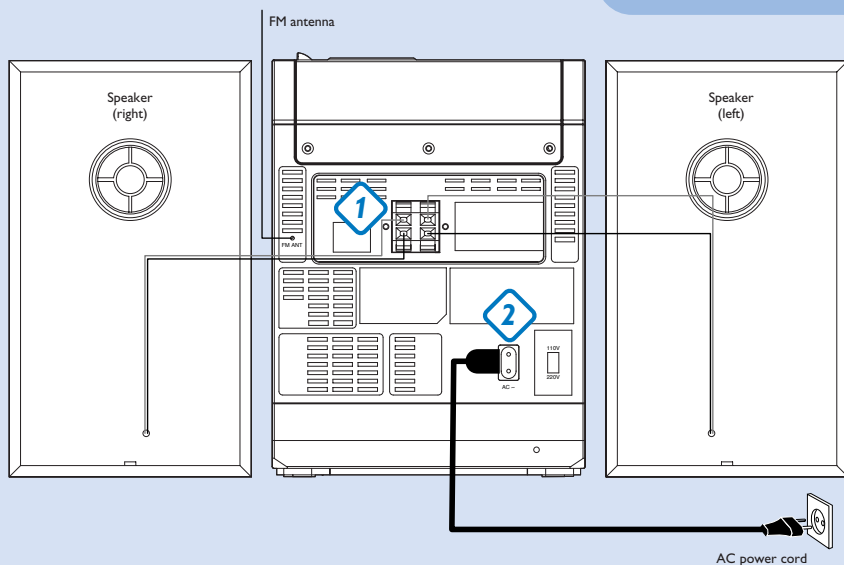 FM antenna
Speaker
(right)
Speaker
(left)
1
FM ANT
2
110V
220V
AC ~
AC power cord